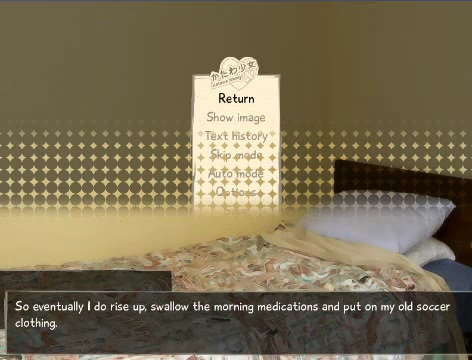 かたわ少女
Return
Show image
Text history
Skip mode
Auto mode
Options
So eventually I do rise up, swallow the morning medications and put on my old soccer
clothing.